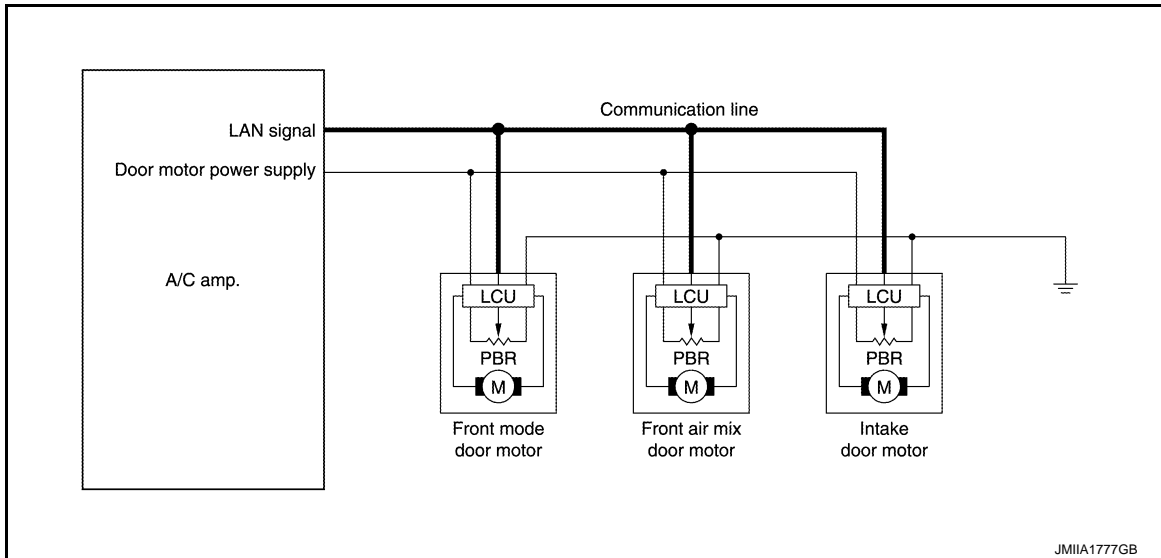 Communication line
LAN signal
Door motor power supply
A/C amp.
LCU
LCU
LCU
PBR
PBR
PBR
M
M
M
Front mode
door motor
Front air mix
door motor
Intake
door motor
JMIIA1777GB